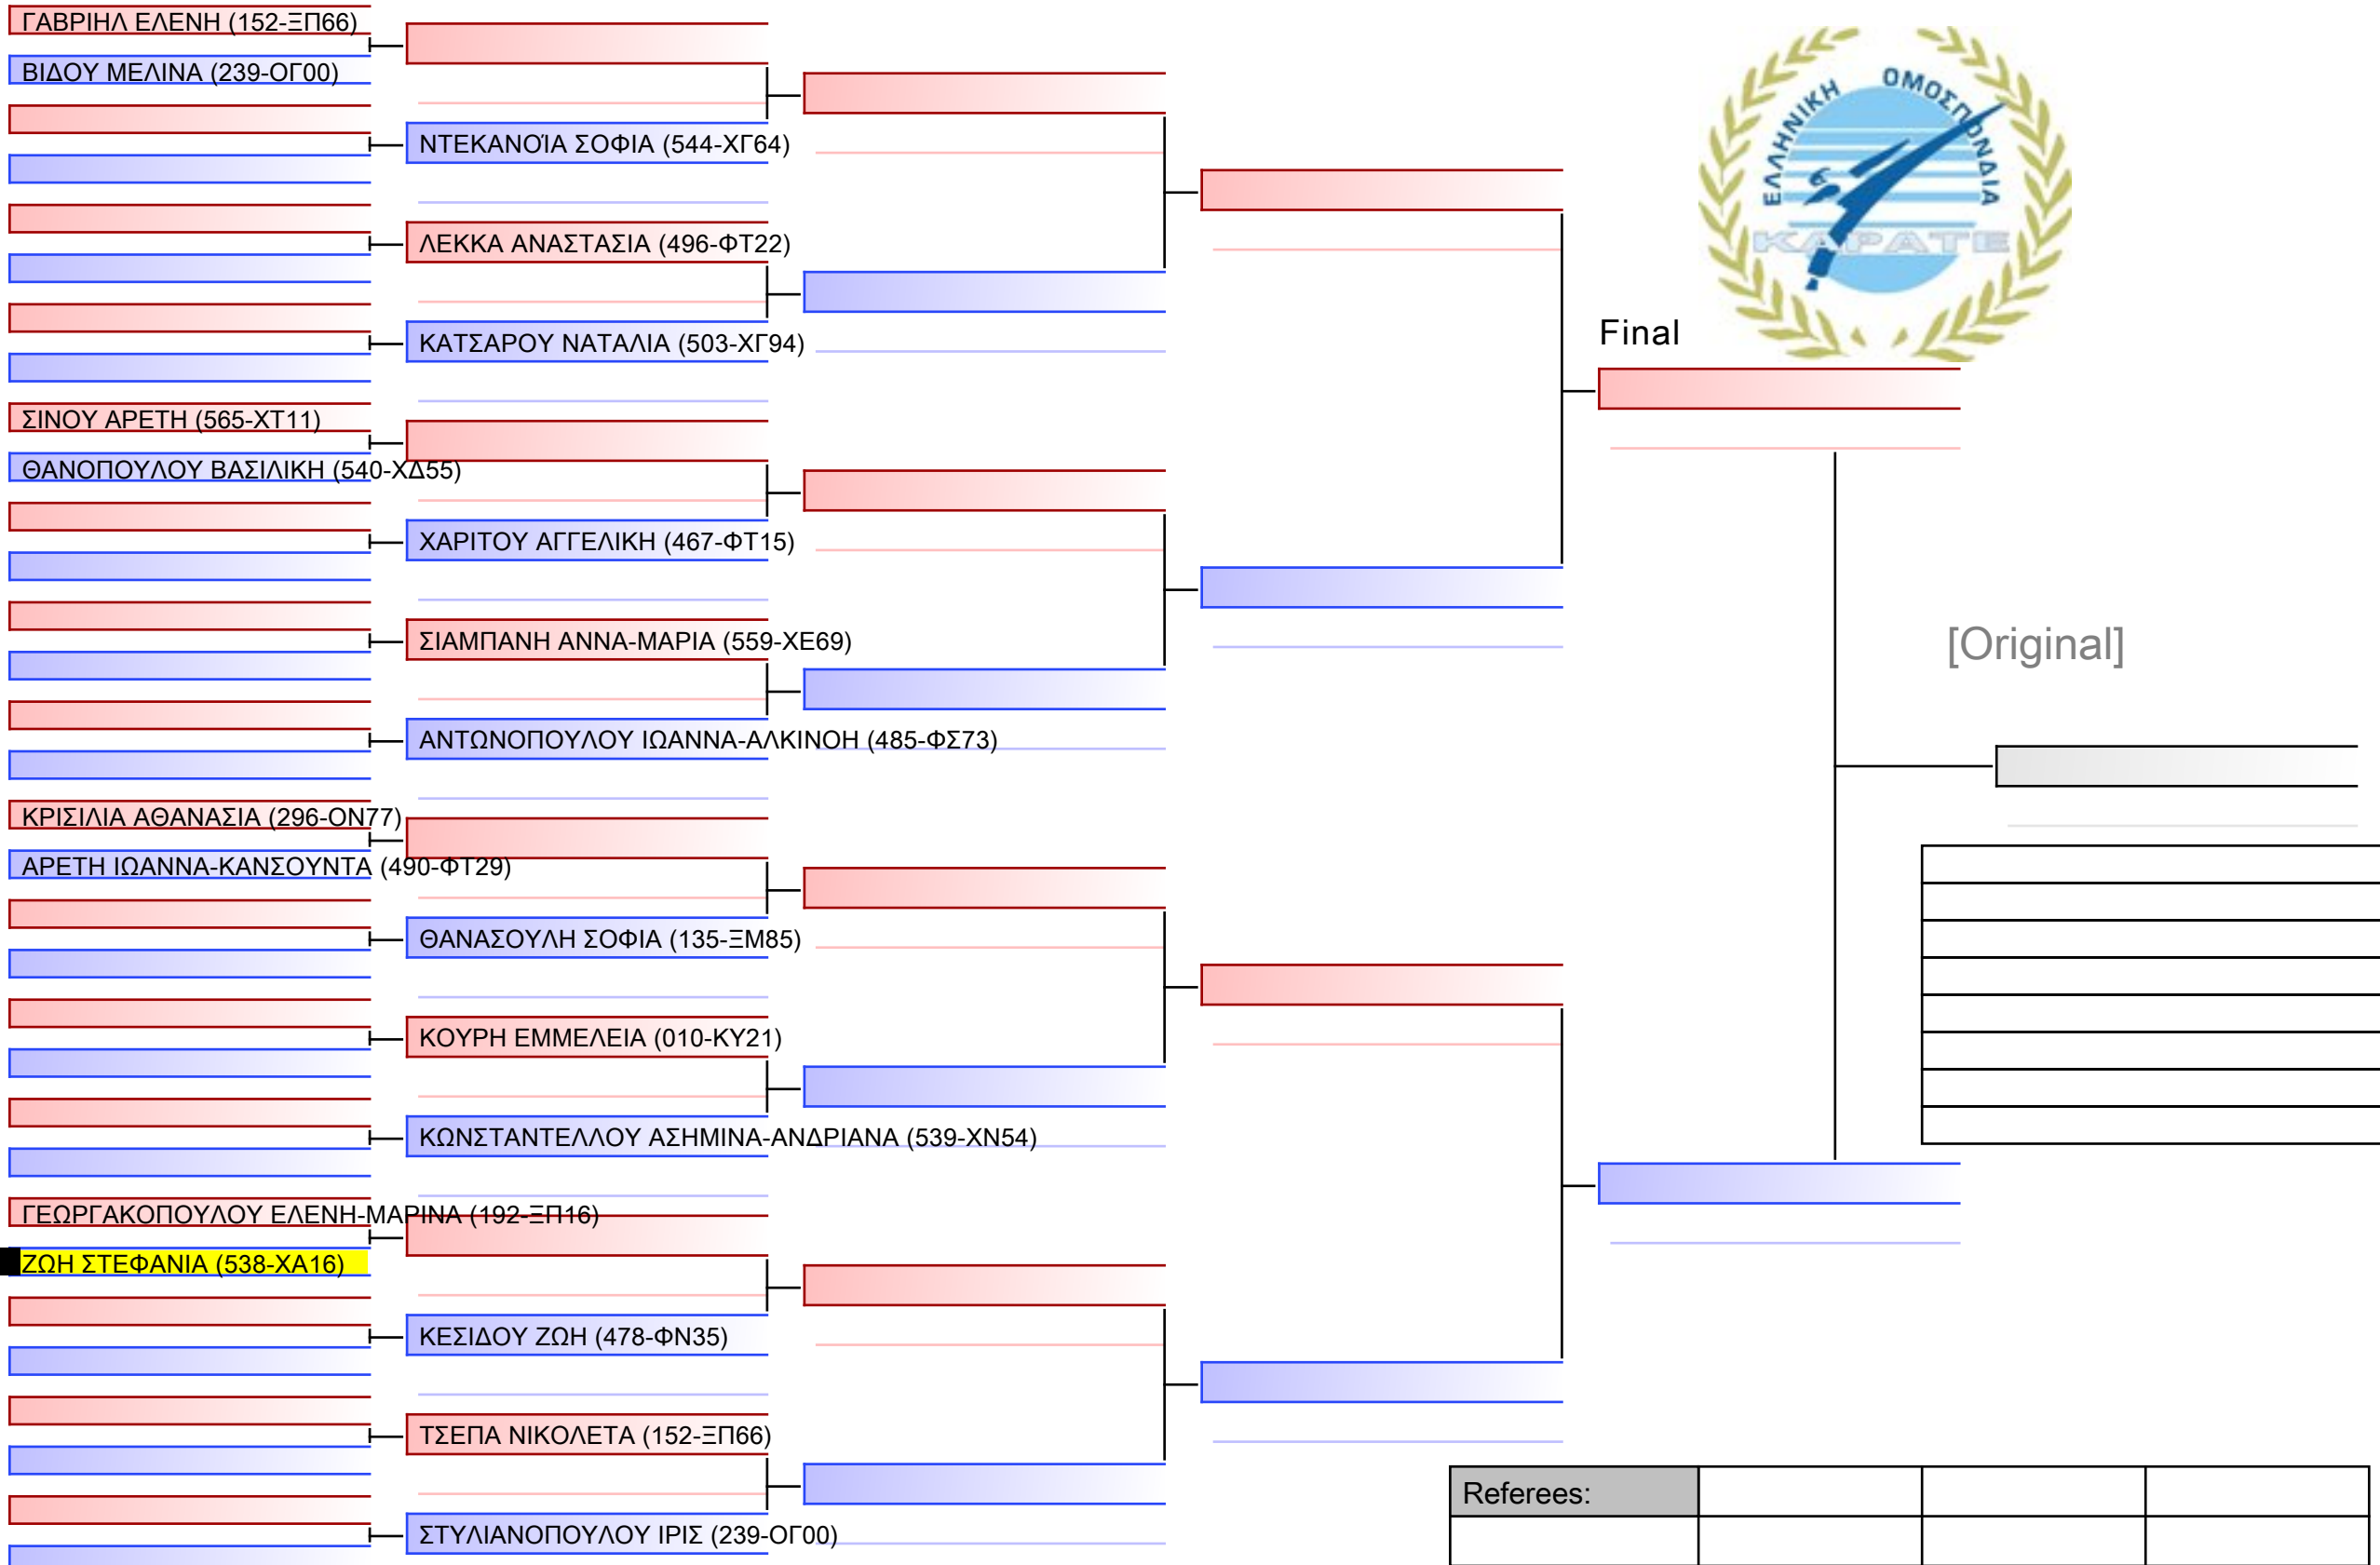 ΓΑΒΡΙΗΛ ΕΛΕΝΗ (152-ΞΠ66)
ΒΙΔΟΥ ΜΕΛΙΝΑ (239-ΟΓ00)
ΝΤΕΚΑΝΟΊΑ ΣΟΦΙΑ (544-ΧΓ64)
ΛΕΚΚΑ ΑΝΑΣΤΑΣΙΑ (496-ΦΤ22)
ΚΑΤΣΑΡΟΥ ΝΑΤΑΛΙΑ (503-ΧΓ94)
ΣΙΝΟΥ ΑΡΕΤΗ (565-ΧΤ11)
ΘΑΝΟΠΟΥΛΟΥ ΒΑΣΙΛΙΚΗ (540-ΧΔ55)
ΧΑΡΙΤΟΥ ΑΓΓΕΛΙΚΗ (467-ΦΤ15)
ΣΙΑΜΠΑΝΗ ΑΝΝΑ-ΜΑΡΙΑ (559-ΧΕ69)
ΑΝΤΩΝΟΠΟΥΛΟΥ ΙΩΑΝΝΑ-ΑΛΚΙΝΟΗ (485-ΦΣ73)
ΚΡΙΣΙΛΙΑ ΑΘΑΝΑΣΙΑ (296-ΟΝ77)
ΑΡΕΤΗ ΙΩΑΝΝΑ-ΚΑΝΣΟΥΝΤΑ (490-ΦΤ29)
ΘΑΝΑΣΟΥΛΗ ΣΟΦΙΑ (135-ΞΜ85)
ΚΟΥΡΗ ΕΜΜΕΛΕΙΑ (010-ΚΥ21)
ΚΩΝΣΤΑΝΤΕΛΛΟΥ ΑΣΗΜΙΝΑ-ΑΝΔΡΙΑΝΑ (539-ΧΝ54)
ΓΕΩΡΓΑΚΟΠΟΥΛΟΥ ΕΛΕΝΗ-ΜΑΡΙΝΑ (192-ΞΠ16)
ΖΩΗ ΣΤΕΦΑΝΙΑ (538-ΧΑ16)
ΚΕΣΙΔΟΥ ΖΩΗ (478-ΦΝ35)
ΤΣΕΠΑ ΝΙΚΟΛΕΤΑ (152-ΞΠ66)
ΣΤΥΛΙΑΝΟΠΟΥΛΟΥ ΙΡΙΣ (239-ΟΓ00)
ΕΛΛΗΝΙΚΗ ΟΜΟΣΠΟΝΔΙΑ
ΚΑΡΑΤΕ
Final
[Original]
Referees: